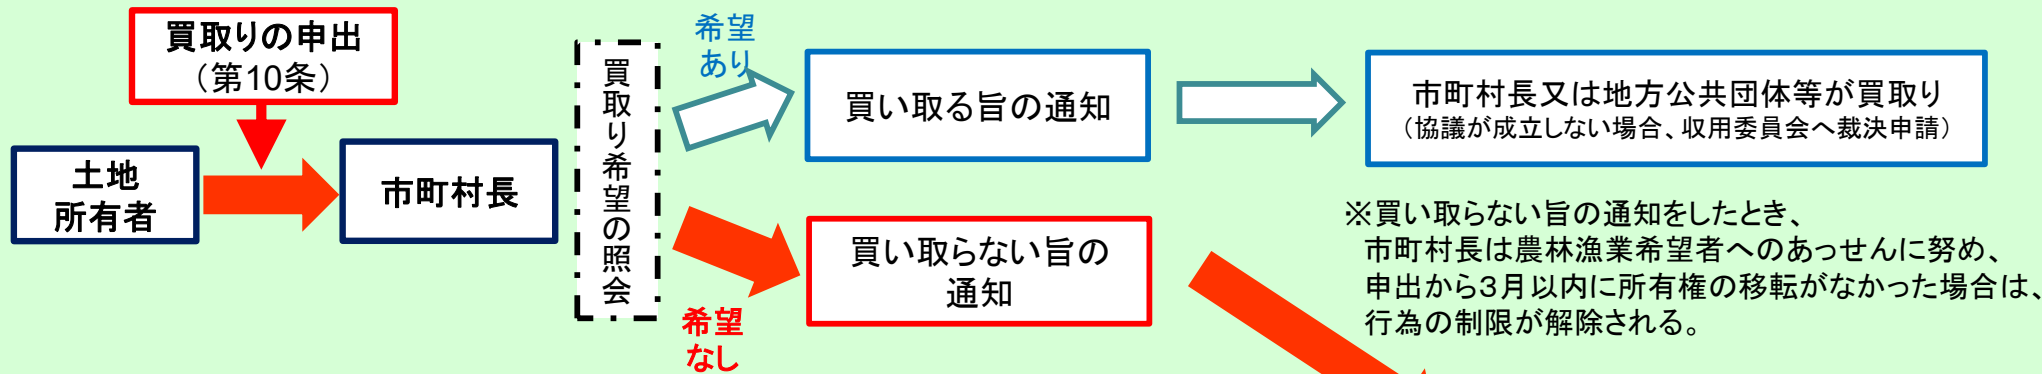 買取りの申出
（第10条）
土地
所有者
市町村長
買取り希望の照会
希望
あり
買い取る旨の通知
市町村長又は地方公共団体等が買取り
（協議が成立しない場合、収用委員会へ裁決申請）
希望
なし
買い取らない旨の
通知
※買い取らない旨の通知をしたとき、
市町村長は農林漁業希望者へのあっせんに努め、
申出から3月以内に所有権の移転がなかった場合は、
行為の制限が解除される。